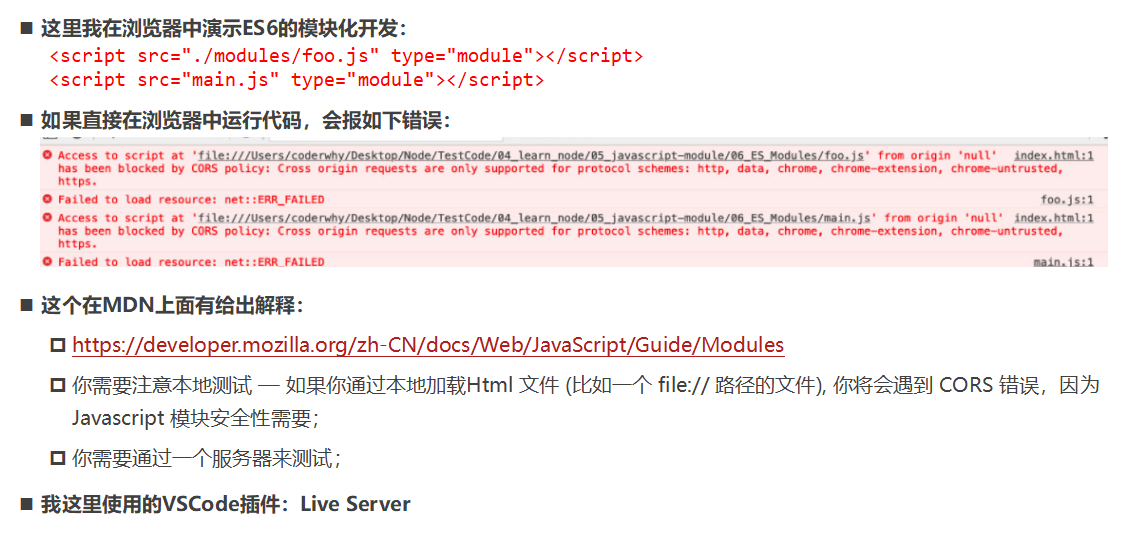 ■ 这里我在浏览器中演示ES6的模块化开发：
<script src="./modules/foo.js" type="module"></script>
<script src="main.js" type="module"></script>
■ 如果直接在浏览器中运行代码，会报如下错误：
Access to script at 'file:///Users/coderwhy/Desktop/Node/TestCode/04_learn_node/05_javascript-module/06_ES_Modules/foo.js' from origin 'null' index.html:1
has been blocked by CORS policy: Cross origin requests are only supported for protocol schemes: http, data, chrome, chrome-extension, chrome-untrusted,
https.
Failed to load resource: net::ERR_FAILED foo.js:1
Access to script at 'file:///Users/coderwhy/Desktop/Node/TestCode/04_learn_node/05_javascript-module/06_ES_Modules/main.js' from origin 'null' index.html:1
has been blocked by CORS policy: Cross origin requests are only supported for protocol schemes: http, data, chrome, chrome-extension, chrome-untrusted,
https.
Failed to load resource: net::ERR_FAILED main.js:1
■ 这个在MDN上面有给出解释：
https://developer.mozilla.org/zh-CN/docs/Web/JavaScript/Guide/Modules
你需要注意本地测试 — 如果你通过本地加载Html 文件 (比如一个 file:// 路径的文件), 你将会遇到 CORS 错误，因为
Javascript 模块安全性需要；
你需要通过一个服务器来测试；
■ 我这里使用的VSCode插件：Live Server